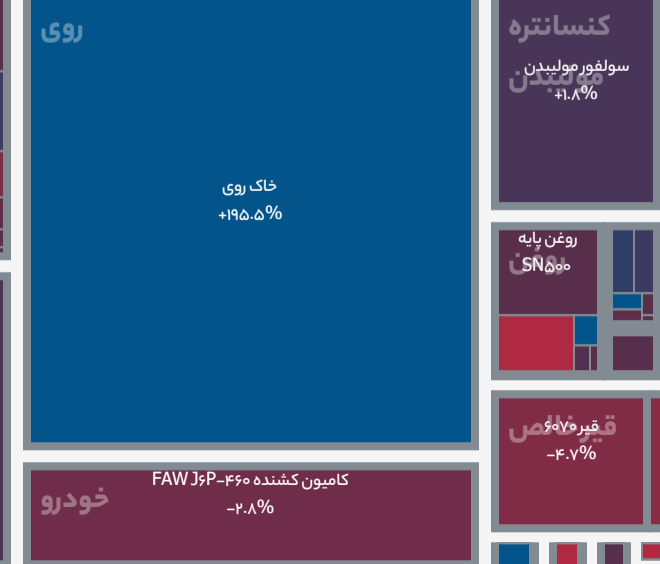 روی
خاک روی
+۱۹۵.۵%
کنسانتره
مولیبدن
سولفور مولیبدن
+۱.۸%
روغن
روغن پایه
SN۵۰۰
قیر خالص
قیر ۶۰۷۰
-۴.۷%
خودرو
کامیون کشنده FAW J۶P-۴۶۰
-۲.۸%